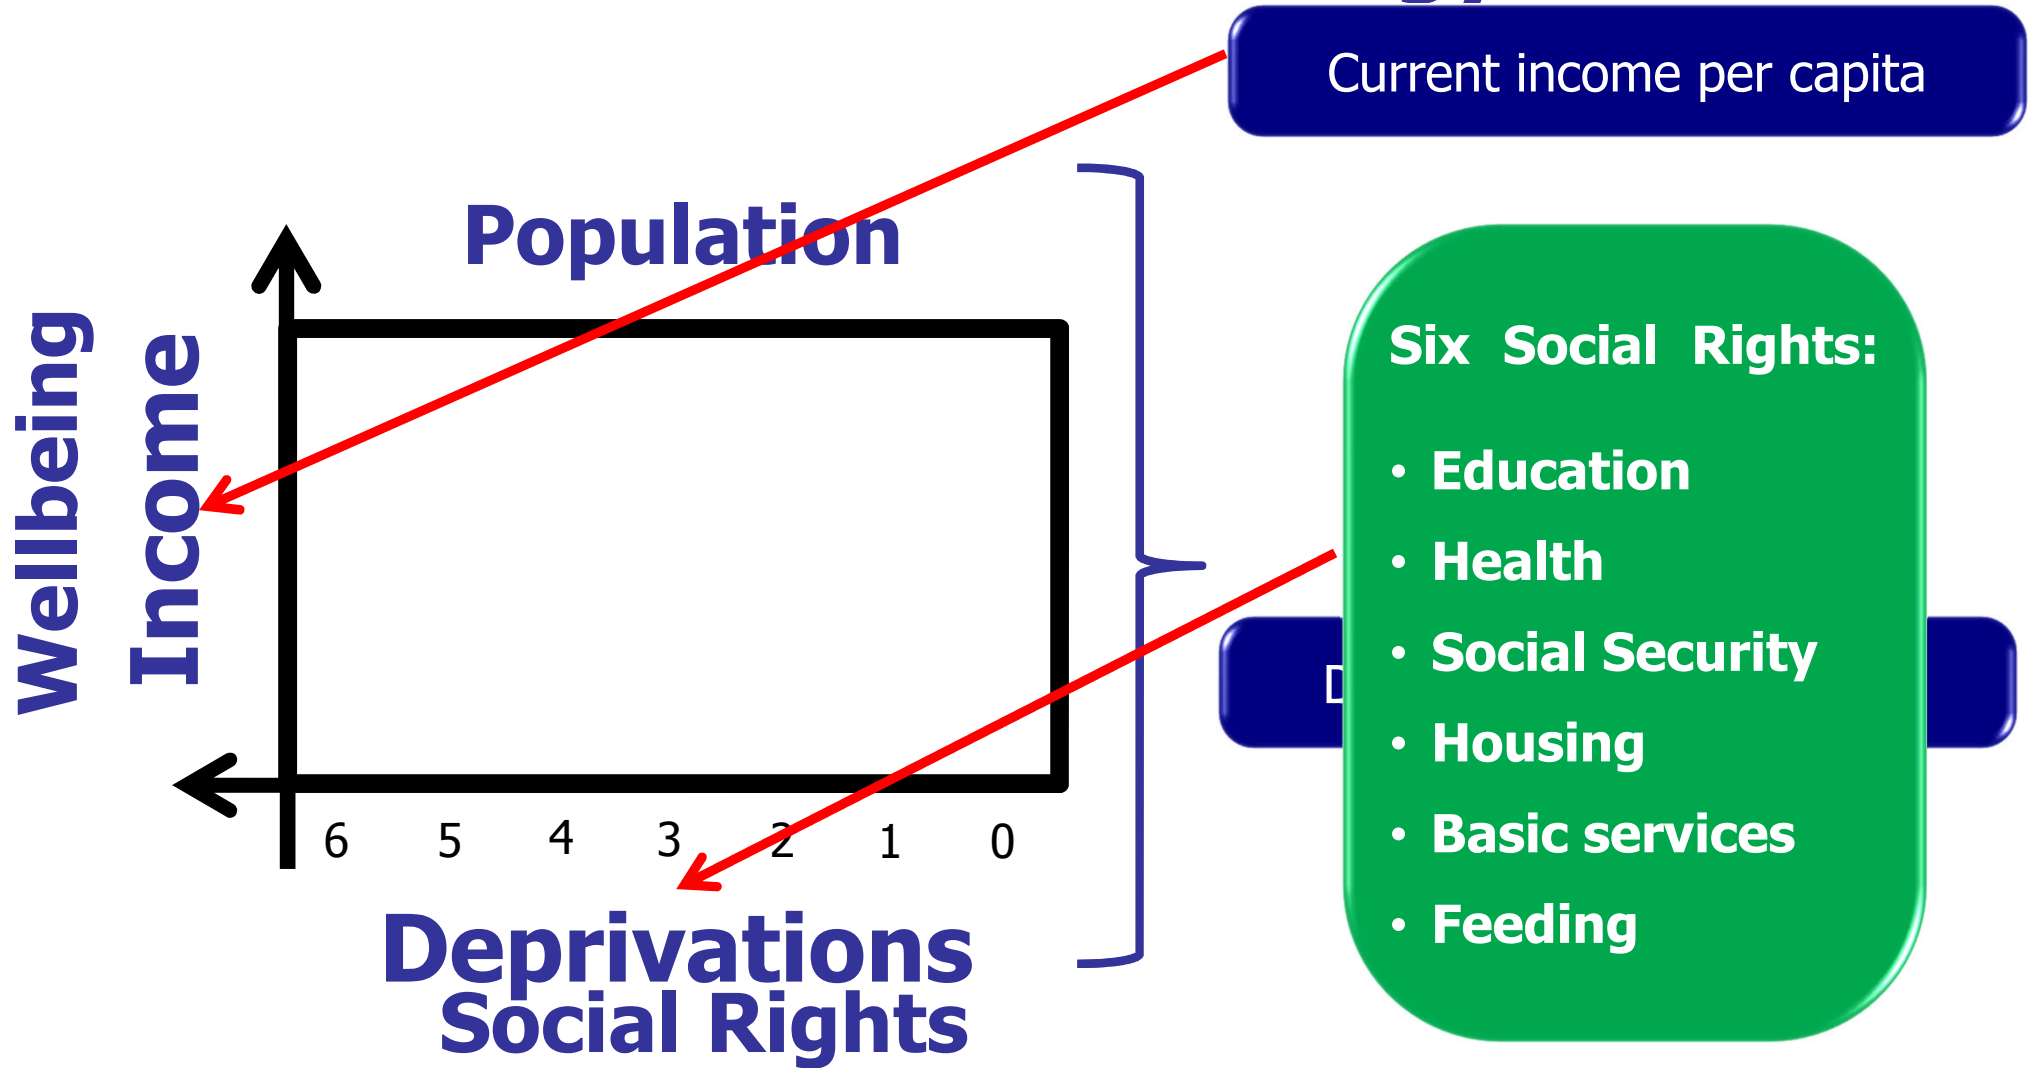 Current income per capita
Population
Wellbeing
Income
Six Social Rights:
• Education
• Health
• Social Security
• Housing
• Basic services
• Feeding
6 5 4 3 2 1 0
Deprivations
Social Rights